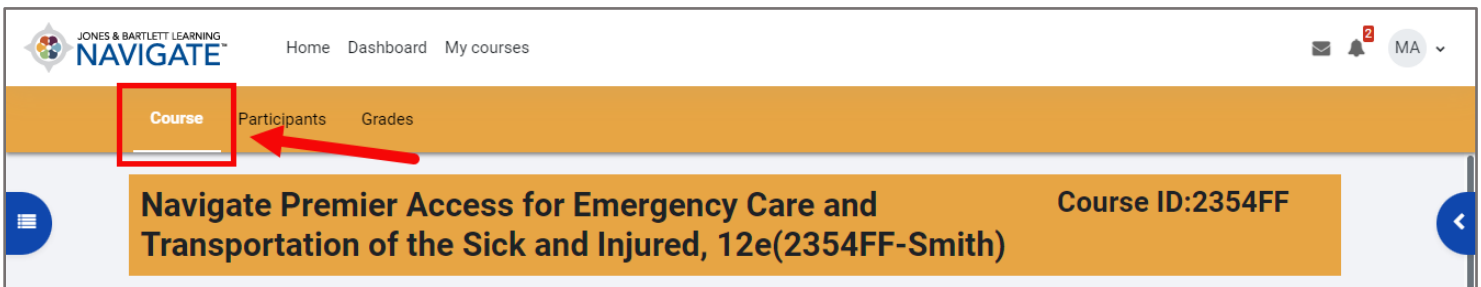 JONES & BARTLETT LEARNING
NAVIGATE™
Home Dashboard My courses
2
MA
Course Participants Grades
Navigate Premier Access for Emergency Care and
Transportation of the Sick and Injured, 12e(2354FF-Smith)
Course ID:2354FF